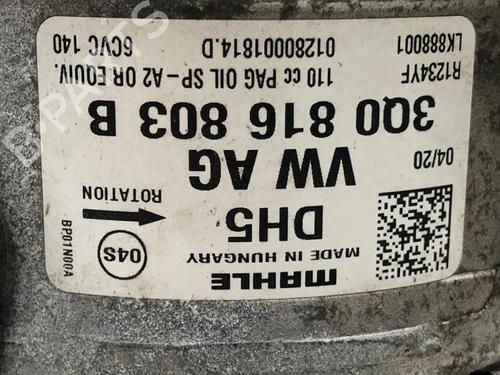 MAHLE
MADE IN HUNGARY
04S
DH5
ROTATION
BP01N00A
VW AG
04/20
3Q0 816 803 B
110 cc PAG OIL SP-A2 OR EQUIV.
R1234YF
6CVC 140
01280001814.D
LK888001
B-PARTS